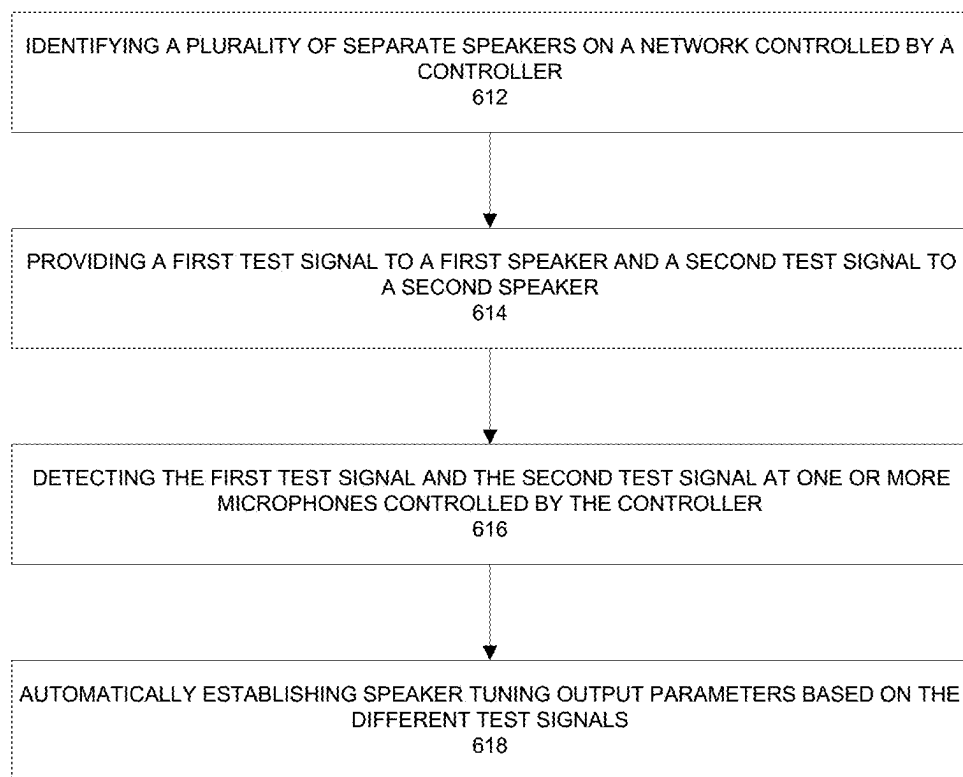 IDENTIFYING A PLURALITY OF SEPARATE SPEAKERS ON A NETWORK CONTROLLED BY A
CONTROLLER
612
PROVIDING A FIRST TEST SIGNAL TO A FIRST SPEAKER AND A SECOND TEST SIGNAL TO
A SECOND SPEAKER
614
DETECTING THE FIRST TEST SIGNAL AND THE SECOND TEST SIGNAL AT ONE OR MORE
MICROPHONES CONTROLLED BY THE CONTROLLER
616
AUTOMATICALLY ESTABLISHING SPEAKER TUNING OUTPUT PARAMETERS BASED ON THE
DIFFERENT TEST SIGNALS
618